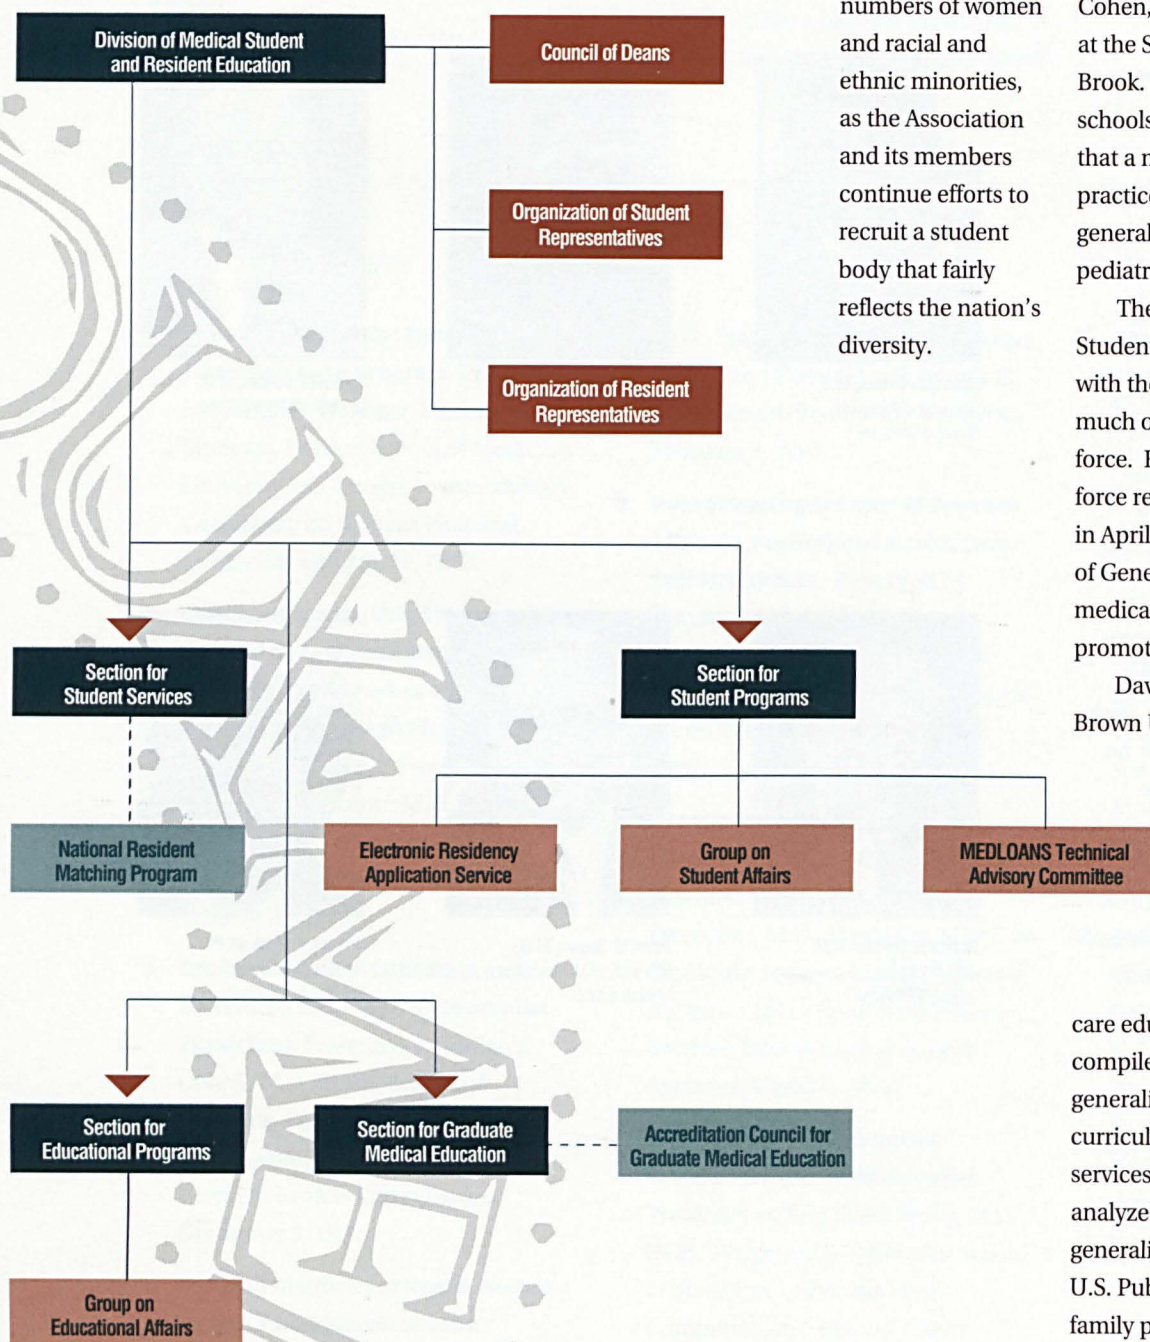 Division of Medical Student
and Resident Education
Council of Deans
Organization of Student
Representatives
Organization of Resident
Representatives
Section for
Student Services
Section for
Student Programs
National Resident
Matching Program
Electronic Residency
Application Service
Group on
Student Affairs
MEDLOANS Technical
Advisory Committee
Section for
Educational Programs
Section for Graduate
Medical Education
Accreditation Council for
Graduate Medical Education
Group on
Educational Affairs
numbers of women
and racial and
ethnic minorities,
as the Association
and its members
continue efforts to
recruit a student
body that fairly
reflects the nation's
diversity.
Cohen,
at the S
Brook.
schools
that a m
practice
general
pediatr
The
Student
with the
much o
force.
force re
in April
of Gene
medica
promot
Dav
Brown U
care edu
compile
generali
curricul
services
analyze
generali
U.S. Pub
family p